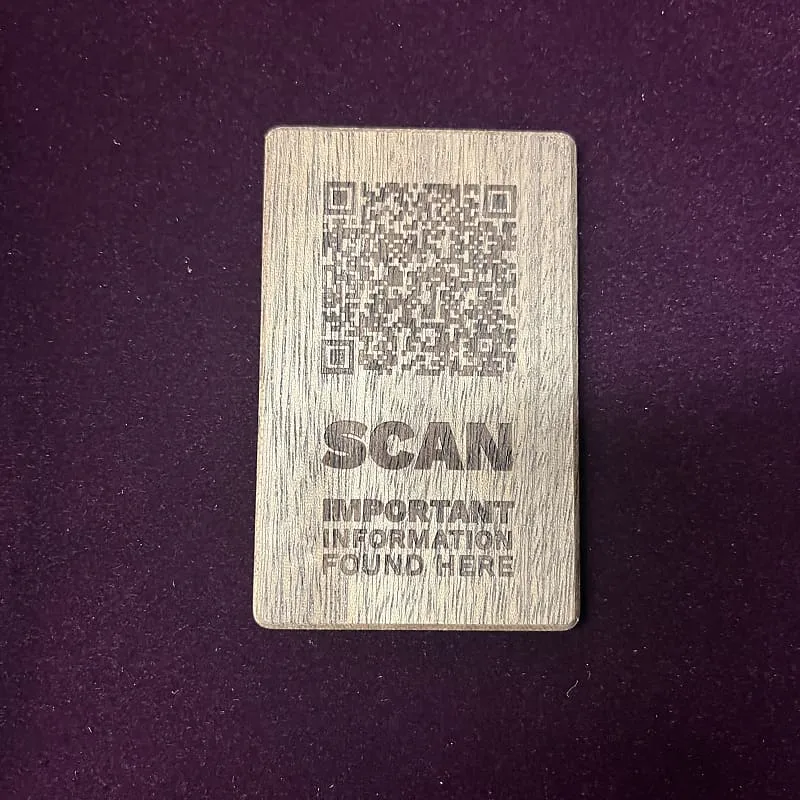 SCAN
IMPORTANT
INFORMATION
FOUND HERE